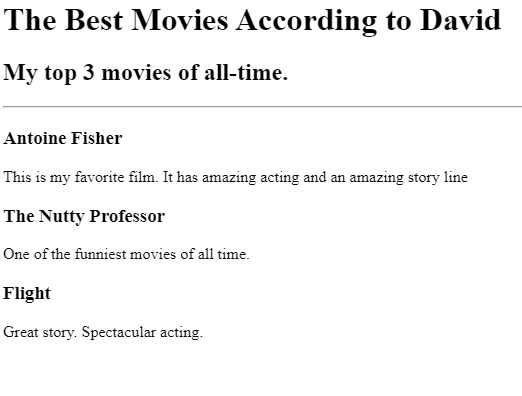 The Best Movies According to David
My top 3 movies of all-time.
Antoine Fisher
This is my favorite film. It has amazing acting and an amazing story line
The Nutty Professor
One of the funniest movies of all time.
Flight
Great story. Spectacular acting.